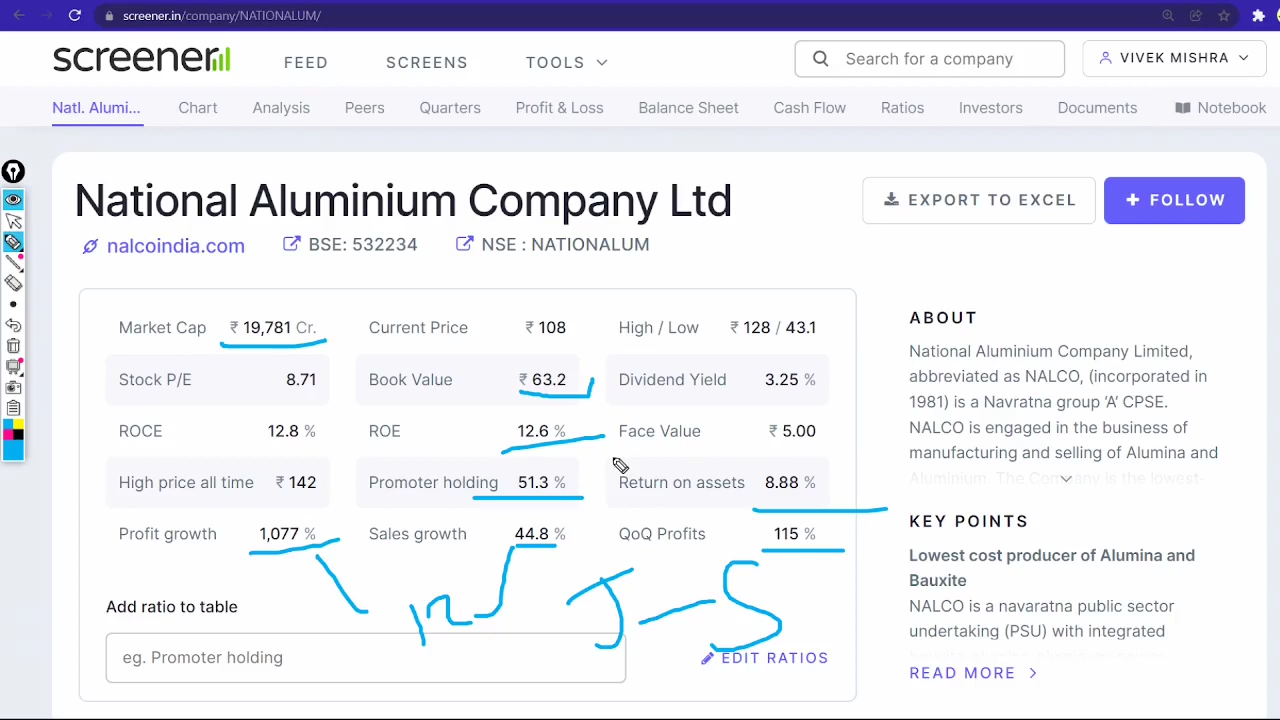 screener.in/company/NATIONALUM/
screener
FEED SCREENS TOOLS
Search for a company
VIVEK MISHRA
Natl. Alumi... Chart Analysis Peers Quarters Profit & Loss Balance Sheet Cash Flow Ratios Investors Documents Notebook
National Aluminium Company Ltd
EXPORT TO EXCEL
+ FOLLOW
nalcoindia.com BSE: 532234 NSE : NATIONALUM
Market Cap ₹ 19,781 Cr. Current Price ₹ 108 High / Low ₹ 128 / 43.1
Stock P/E 8.71 Book Value ₹ 63.2 Dividend Yield 3.25 %
ROCE 12.8 % ROE 12.6 % Face Value ₹ 5.00
High price all time ₹ 142 Promoter holding 51.3 % Return on assets 8.88 %
Profit growth 1,077 % Sales growth 44.8 % QoQ Profits 115 %
J-S
Add ratio to table
eg. Promoter holding
EDIT RATIOS
ABOUT
National Aluminium Company Limited,
abbreviated as NALCO, (incorporated in
1981) is a Navratna group ‘A’ CPSE.
NALCO is engaged in the business of
manufacturing and selling of Alumina and
Aluminium. The Company is the lowest-
KEY POINTS
Lowest cost producer of Alumina and
Bauxite
NALCO is a navaratna public sector
undertaking (PSU) with integrated
READ MORE